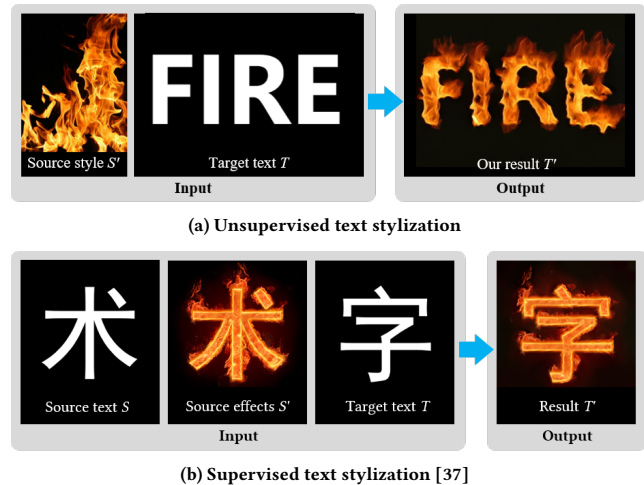 FIRE
FIRE
Source style S′
Target text T
Our result T′
Input
Output
(a) Unsupervised text stylization
术
术
字
字
Source text S
Source effects S′
Target text T
Result T′
Input
Output
(b) Supervised text stylization [37]